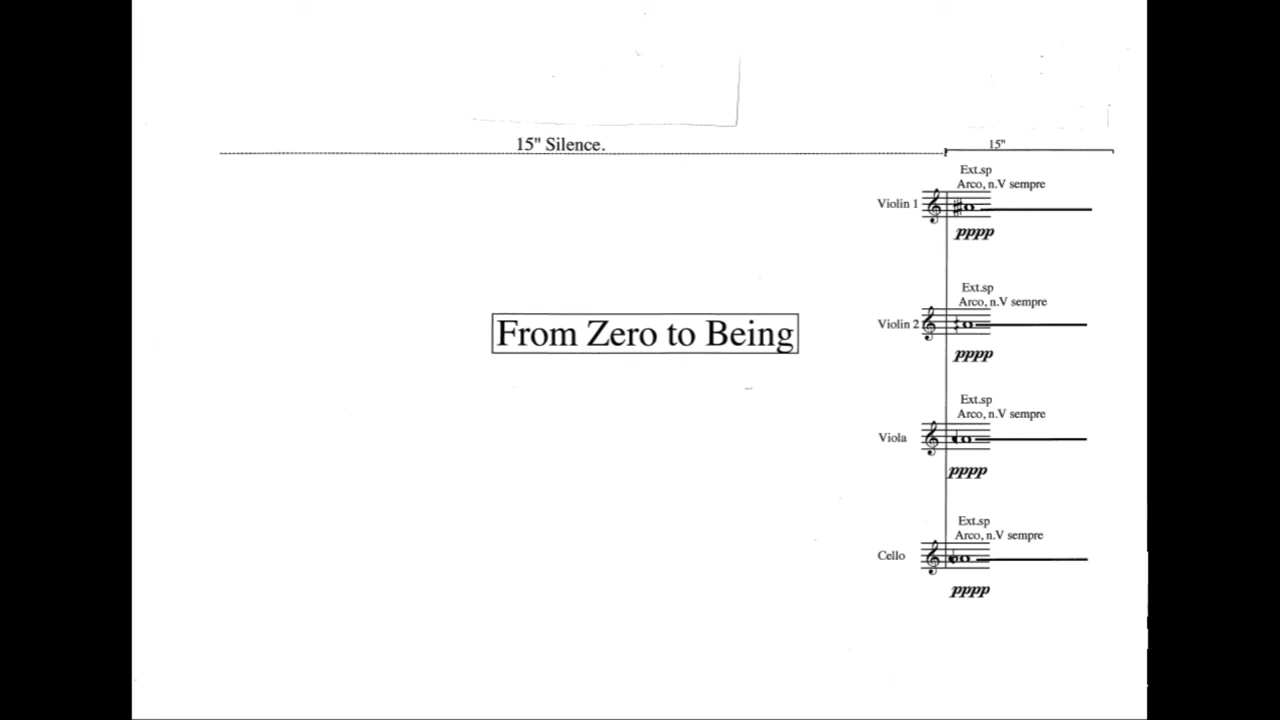 15" Silence.
15"
Ext.sp
Arco, n.V sempre
Violin 1
pppp
From Zero to Being
Ext.sp
Arco, n.V sempre
Violin 2
pppp
Ext.sp
Arco, n.V sempre
Viola
pppp
Ext.sp
Arco, n.V sempre
Cello
pppp